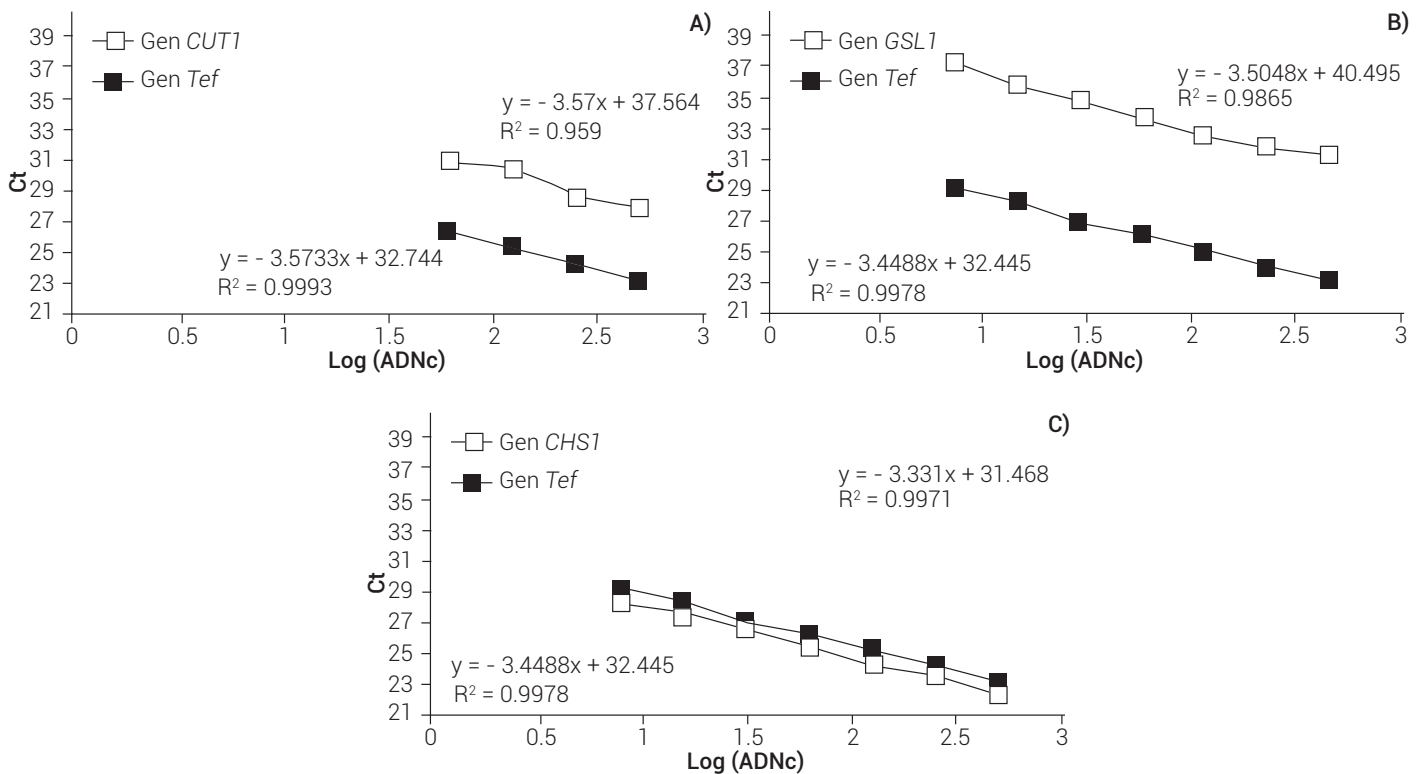 A)
Gen CUT1
Gen Tef
39
37
35
33
31
29
27
25
23
21
Ct
y = - 3.57x + 37.564
R² = 0.959
y = - 3.5733x + 32.744
R² = 0.9993
0 0.5 1 1.5 2 2.5 3
Log (ADNc)
B)
Gen GSL1
Gen Tef
39
37
35
33
31
29
27
25
23
21
Ct
y = - 3.5048x + 40.495
R² = 0.9865
y = - 3.4488x + 32.445
R² = 0.9978
0 0.5 1 1.5 2 2.5 3
Log (ADNc)
C)
Gen CHS1
Gen Tef
39
37
35
33
31
29
27
25
23
21
Ct
y = - 3.331x + 31.468
R² = 0.9971
y = - 3.4488x + 32.445
R² = 0.9978
0 0.5 1 1.5 2 2.5 3
Log (ADNc)